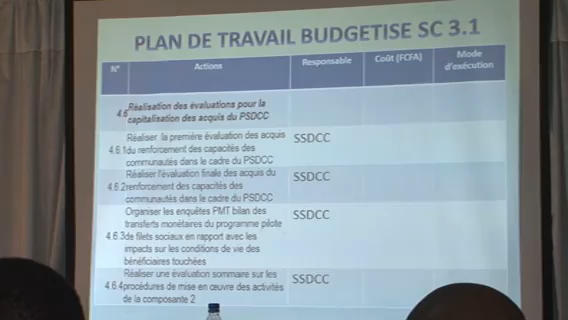 PLAN DE TRAVAIL BUDGETISE SC 3.1
N° Actions Responsable Coût (FCFA) Mode d'exécution
4.6 Réalisation des évaluations pour la
capitalisation des acquis du PSDCC
Réaliser la première évaluation des acquis SSDCC
4.6.1 du renforcement des capacités des
communautés dans le cadre du PSDCC
Réaliser l'évaluation finale des acquis du SSDCC
4.6.2 renforcement des capacités des
communautés dans le cadre du PSDCC
Organiser les enquêtes PMT bilan des SSDCC
transferts monétaires du programme pilote
4.6.3 de filets sociaux en rapport avec les
impacts sur les conditions de vie des
bénéficiaires touchées
Réaliser une évaluation sommaire sur les SSDCC
4.6.4 procédures de mise en œuvre des activités
de la composante 2